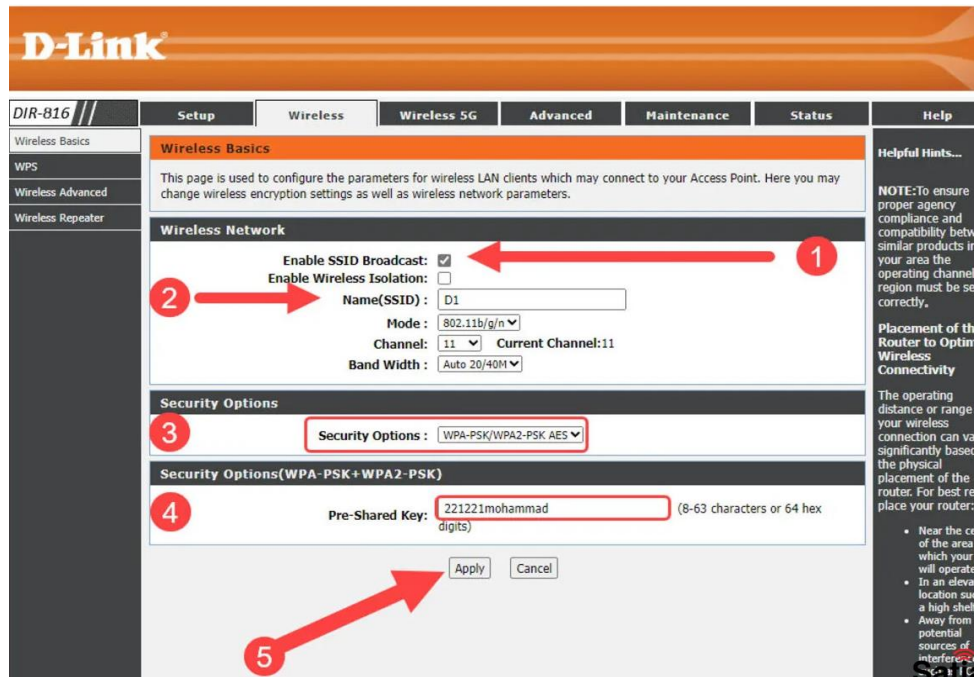 D-Link
DIR-816
Setup
Wireless
Wireless 5G
Advanced
Maintenance
Status
Help
Wireless Basics
WPS
Wireless Advanced
Wireless Repeater
Wireless Basics
This page is used to configure the parameters for wireless LAN clients which may connect to your Access Point. Here you may
change wireless encryption settings as well as wireless network parameters.
Wireless Network
Enable SSID Broadcast:
1
Enable Wireless Isolation:
2
Name(SSID) : D1
Mode : 802.11b/g/n
Channel: 11 Current Channel:11
Band Width : Auto 20/40M
Security Options
3
Security Options : WPA-PSK/WPA2-PSK AES
Security Options(WPA-PSK+WPA2-PSK)
4
Pre-Shared Key: 221221mohammad (8-63 characters or 64 hex
digits)
Apply
Cancel
5
Helpful Hints...
NOTE:To ensure
proper agency
compliance and
compatibility
similar products
your area the
operating channel
region must be
correctly。
Placement of
Router to
Wireless
Connectivity
The operating
distance or range
your wireless
connection can
significantly
the physical
placement of the
router. For best
place your router:
Near the
of the area
which your
will operate
In an
location
a high
Away from
potential
sources of